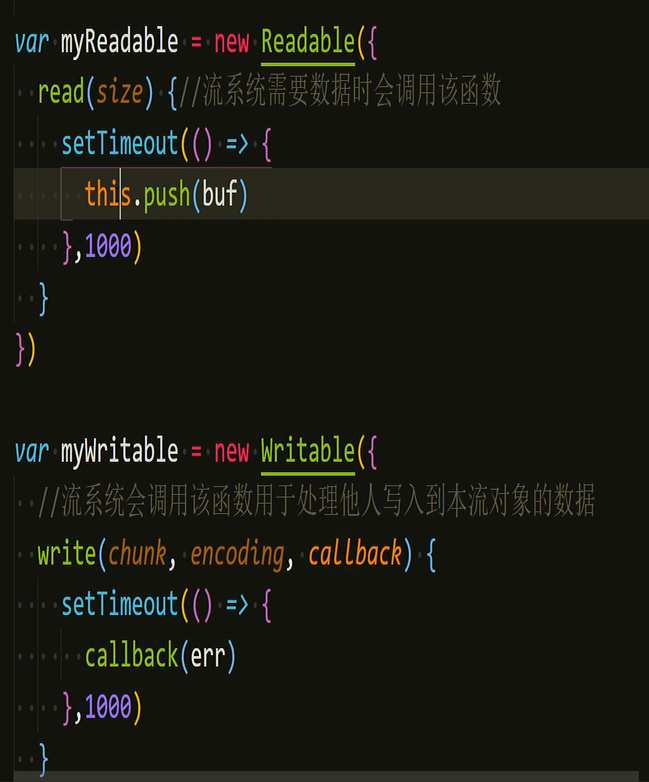 var myReadable = new Readable({
  read(size) {//流系统需要数据时会调用该函数
    setTimeout(() => {
      this.push(buf)
    },1000)
  }
})
var myWritable = new Writable({
  //流系统会调用该函数用于处理他人写入到本流对象的数据
  write(chunk, encoding, callback) {
    setTimeout(() => {
      callback(err)
    },1000)
  }